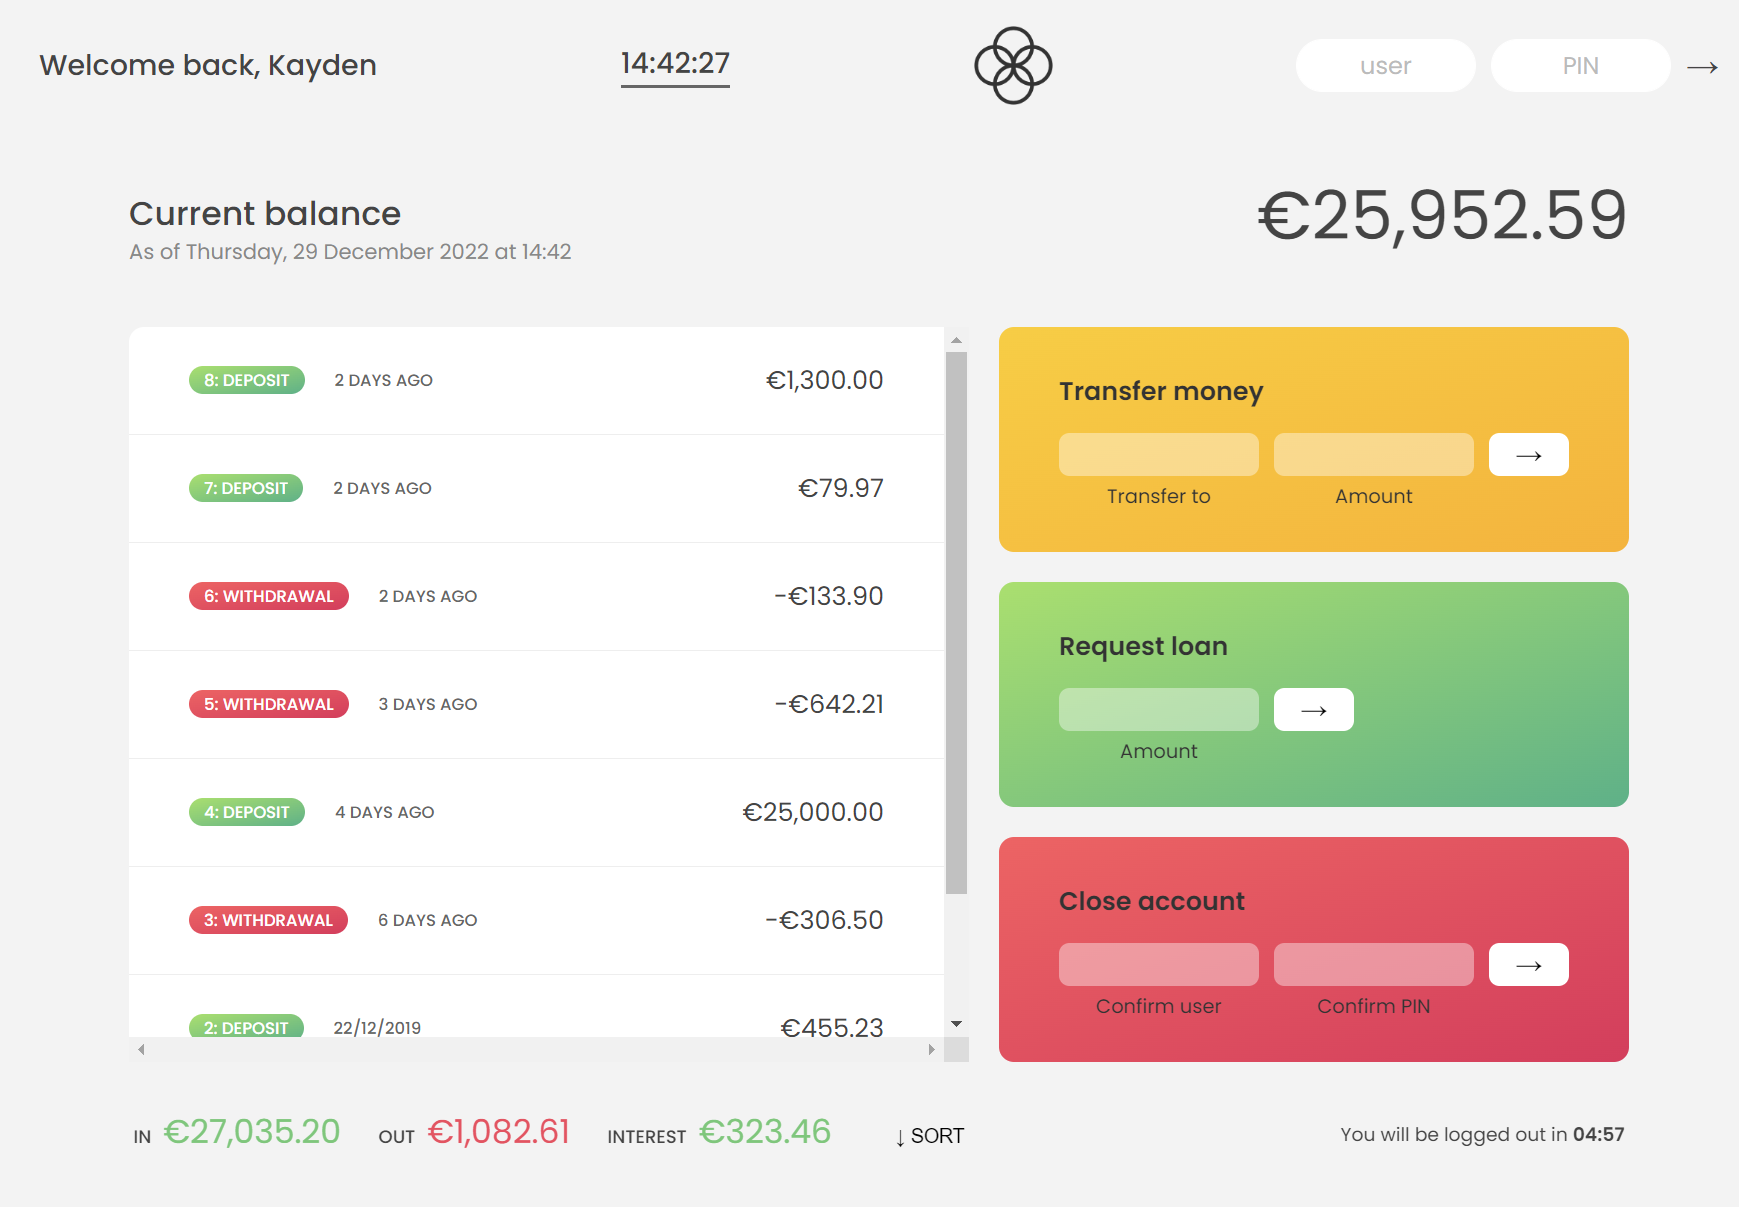 Welcome back, Kayden
14:42:27
user
PIN
→
Current balance
As of Thursday, 29 December 2022 at 14:42
€25,952.59
8: DEPOSIT 2 DAYS AGO €1,300.00
7: DEPOSIT 2 DAYS AGO €79.97
6: WITHDRAWAL 2 DAYS AGO -€133.90
5: WITHDRAWAL 3 DAYS AGO -€642.21
4: DEPOSIT 4 DAYS AGO €25,000.00
3: WITHDRAWAL 6 DAYS AGO -€306.50
2: DEPOSIT 22/12/2019 €455.23
Transfer money
→
Transfer to Amount
Request loan
→
Amount
Close account
→
Confirm user Confirm PIN
IN €27,035.20 OUT €1,082.61 INTEREST €323.46 ↓ SORT
You will be logged out in 04:57